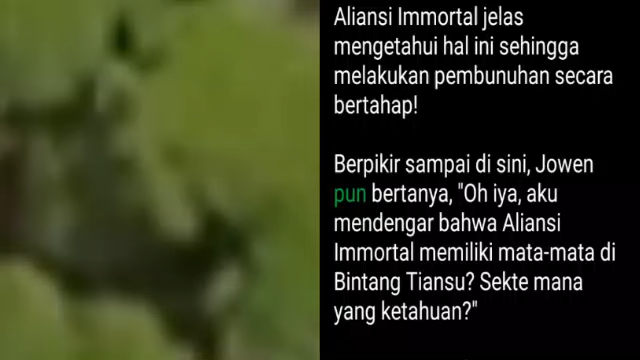 Aliansi Immortal jelas
mengetahui hal ini sehingga
melakukan pembunuhan secara
bertahap!
Berpikir sampai di sini, Jowen
pun bertanya, "Oh iya, aku
mendengar bahwa Aliansi
Immortal memiliki mata-mata di
Bintang Tiansu? Sekte mana
yang ketahuan?"